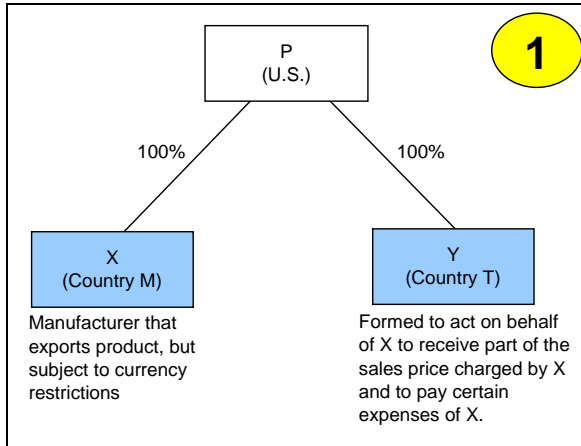 P
(U.S.)
1
100%
100%
X
(Country M)
Y
(Country T)
Manufacturer that
exports product, but
subject to currency
restrictions
Formed to act on behalf
of X to receive part of the
sales price charged by X
and to pay certain
expenses of X.